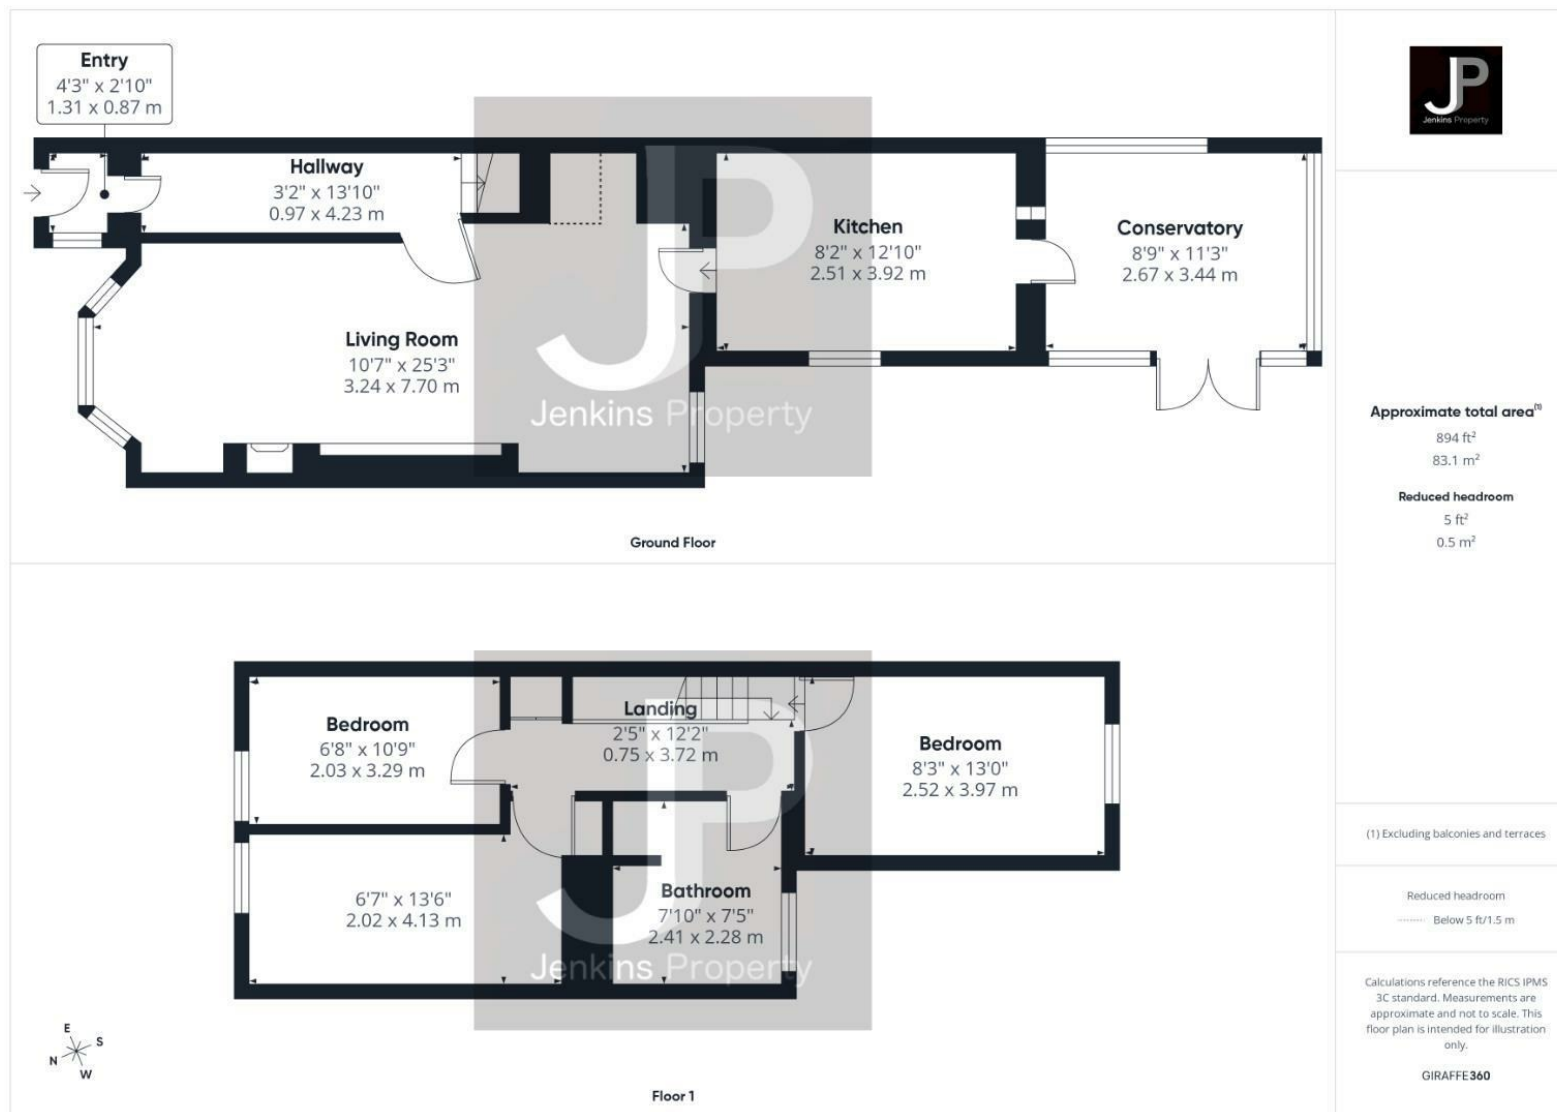 Entry
4'3" x 2'10"
1.31 x 0.87 m
Hallway
3'2" x 13'10"
0.97 x 4.23 m
Living Room
10'7" x 25'3"
3.24 x 7.70 m
Kitchen
8'2" x 12'10"
2.51 x 3.92 m
Conservatory
8'9" x 11'3"
2.67 x 3.44 m
JP
Jenkins Property
Ground Floor
JP
Jenkins Property
Approximate total area(1)
894 ft²
83.1 m²
Reduced headroom
5 ft²
0.5 m²
Bedroom
6'8" x 10'9"
2.03 x 3.29 m
Landing
2'5" x 12'2"
0.75 x 3.72 m
Bedroom
8'3" x 13'0"
2.52 x 3.97 m
6'7" x 13'6"
2.02 x 4.13 m
Bathroom
7'10" x 7'5"
2.41 x 2.28 m
JP
Jenkins Property
E
S
N
W
Floor 1
(1) Excluding balconies and terraces
Reduced headroom
Below 5 ft/1.5 m
Calculations reference the RICS IPMS
3C standard. Measurements are
approximate and not to scale. This
floor plan is intended for illustration
only.
GIRAFFE360